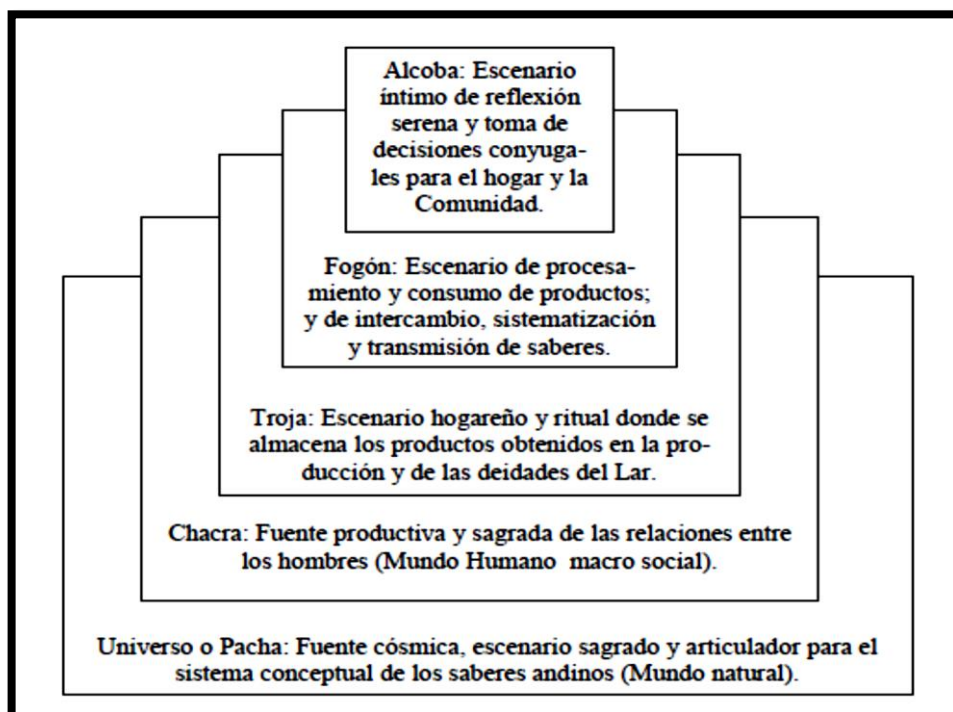 Alcoba: Escenario
íntimo de reflexión
serena y toma de
decisiones conyuga-
les para el hogar y la
Comunidad.
Fogón: Escenario de procesa-
miento y consumo de productos;
y de intercambio, sistematización
y transmisión de saberes.
Troja: Escenario hogareño y ritual donde se
almacena los productos obtenidos en la pro-
ducción y de las deidades del Lar.
Chacra: Fuente productiva y sagrada de las relaciones entre
los hombres (Mundo Humano macro social).
Universo o Pacha: Fuente cósmica, escenario sagrado y articulador para el
sistema conceptual de los saberes andinos (Mundo natural).